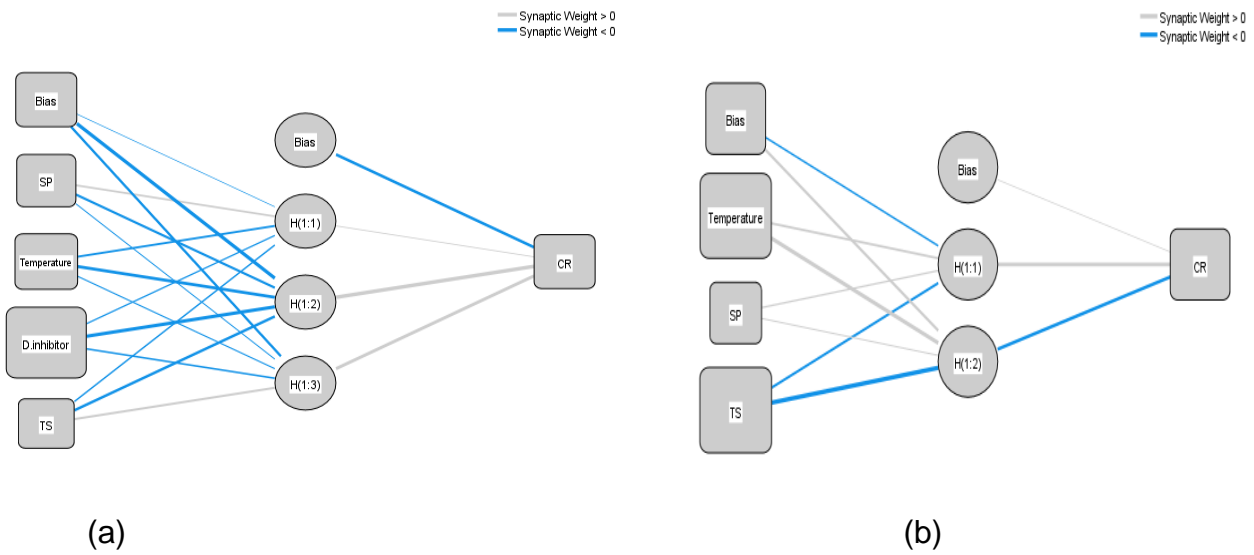 Synaptic Weight > 0
Synaptic Weight < 0
Bias
SP
Temperature
D.inhibitor
TS
Bias
H(1:1)
H(1:2)
H(1:3)
CR
(a)
Synaptic Weight > 0
Synaptic Weight < 0
Bias
Temperature
SP
TS
Bias
H(1:1)
H(1:2)
CR
(b)